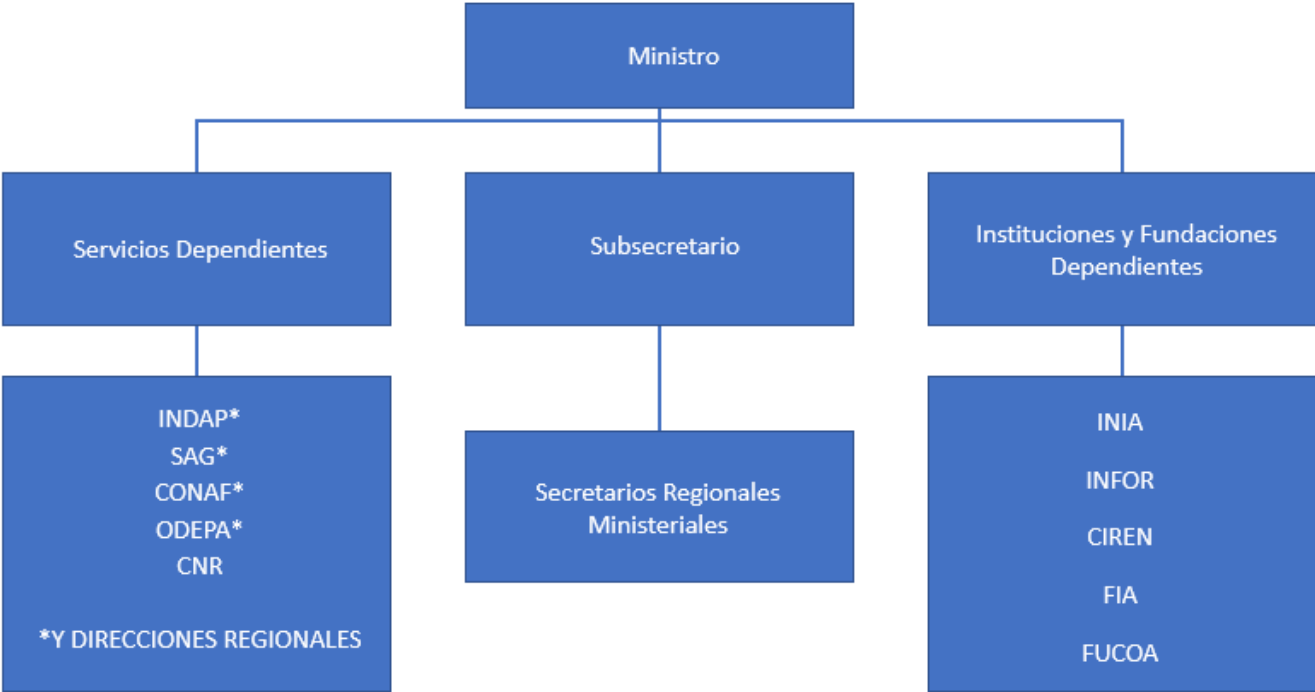 Ministro
Servicios Dependientes
Subsecretario
Instituciones y Fundaciones
Dependientes
INDAP*
SAG*
CONAF*
ODEPA*
CNR
*Y DIRECCIONES REGIONALES
Secretarios Regionales
Ministeriales
INIA
INFOR
CIREN
FIA
FUCOA